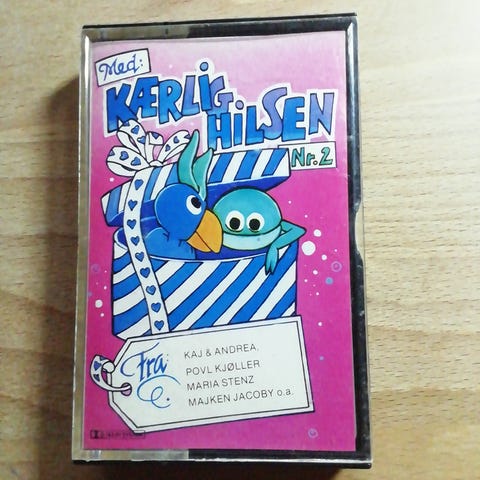 Med:
KÆRLIG
HILSEN
Nr. 2
Fra:
KAJ & ANDREA,
POVL KJØLLER
MARIA STENZ
MAJKEN JACOBY o.a.